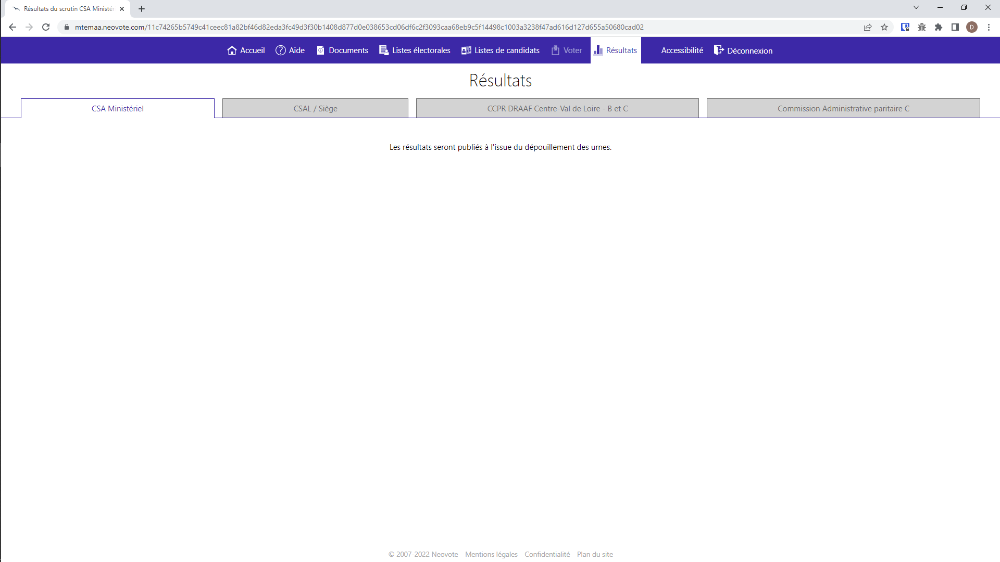 Résultats du scrutin CSA Ministér
mtemaa.neovote.com/11c74265b5749c41ceec81a82bf46d82eda3fc49d3f30b1408d877d0e038653cd06df6c2f3093caa68eb9c5f14498c1003a3238f47ad616d127d655a50680cad02
D
Accueil Aide Documents Listes électorales Listes de candidats Voter Résultats Accessibilité Déconnexion
Résultats
CSA Ministériel CSAL / Siège CCPR DRAAF Centre-Val de Loire - B et C Commission Administrative paritaire C
Les résultats seront publiés à l'issue du dépouillement des urnes.
© 2007-2022 Neovote Mentions légales Confidentialité Plan du site